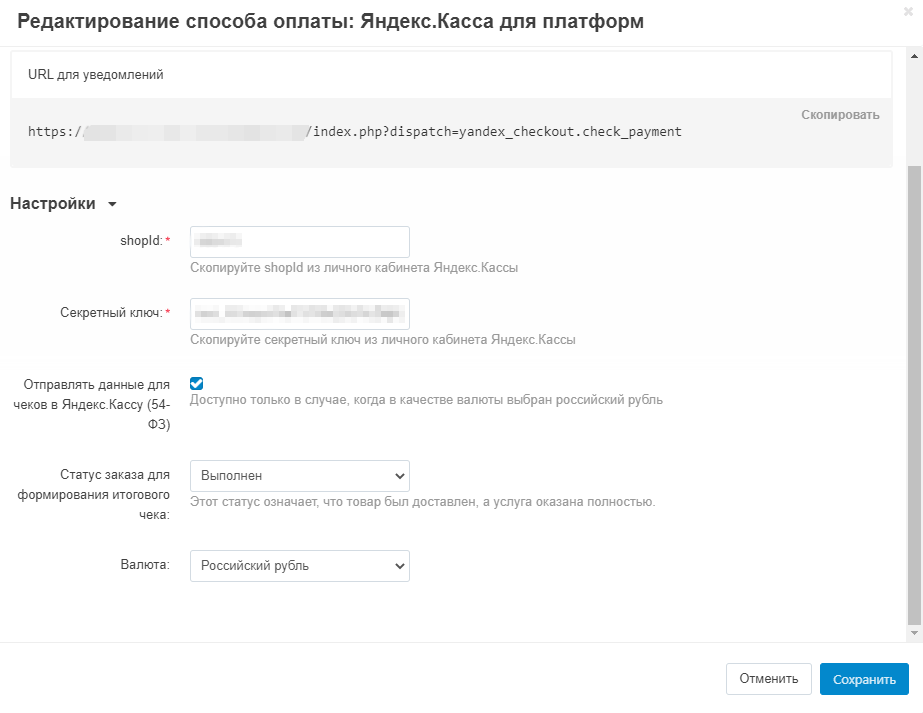 Редактирование способа оплаты: Яндекс.Касса для платформ
URL для уведомлений
Скопировать
https:/ /index.php?dispatch=yandex_checkout.check_payment
Настройки
shopId:*
Скопируйте shopId из личного кабинета Яндекс.Кассы
Секретный ключ:*
Скопируйте секретный ключ из личного кабинета Яндекс.Кассы
Отправлять данные для
чеков в Яндекс.Кассу (54-
ФЗ)
Доступно только в случае, когда в качестве валюты выбран российский рубль
Статус заказа для
формирования итогового
чека:
Выполнен
Этот статус означает, что товар был доставлен, а услуга оказана полностью.
Валюта:
Российский рубль
Отменить
Сохранить